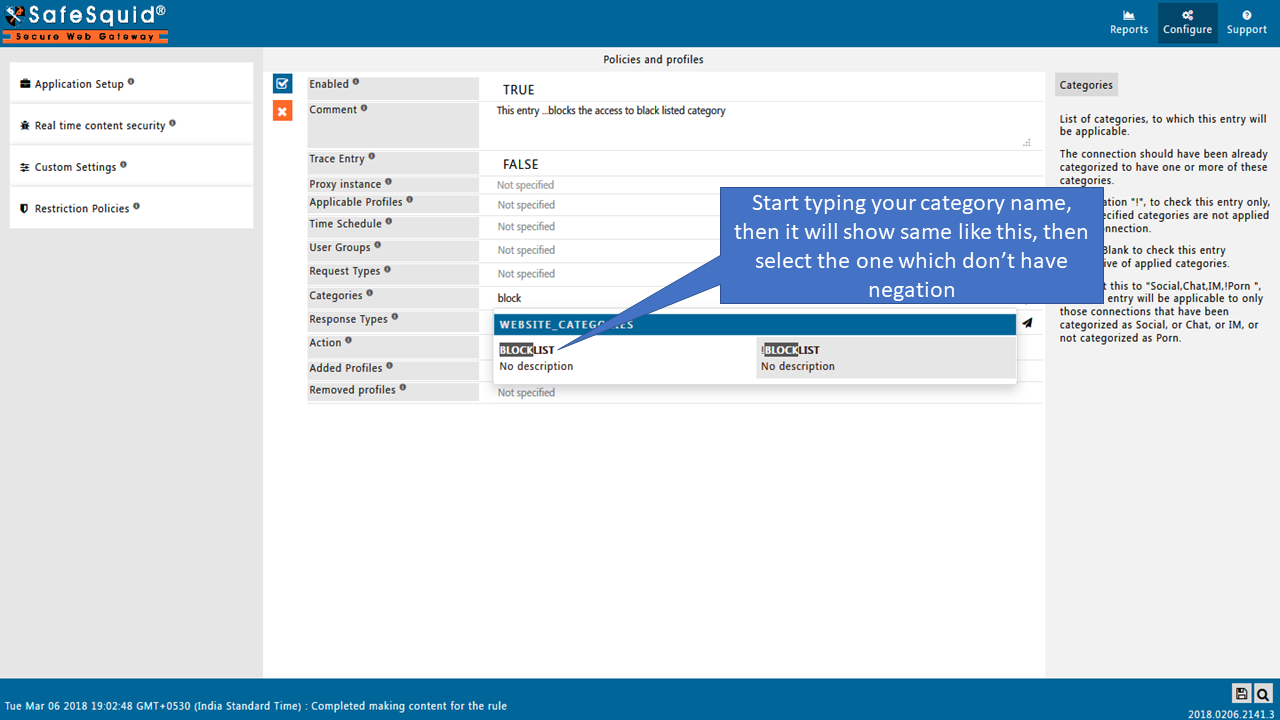 SafeSquid®
Secure Web Gateway
Reports
Configure
Support
Application Setup
Real time content security
Custom Settings
Restriction Policies
Policies and profiles
Enabled
TRUE
Comment
This entry ...blocks the access to black listed category
Trace Entry
FALSE
Proxy instance
Not specified
Applicable Profiles
Not specified
Time Schedule
Not specified
User Groups
Not specified
Request Types
Not specified
Categories
block
Response Types
Action
Added Profiles
Removed profiles
Not specified
WEBSITE_CATEGORIES
BLOCKLIST
No description
!BLOCKLIST
No description
Start typing your category name,
then it will show same like this, then
select the one which don't have
negation
Categories
List of categories, to which this entry will
be applicable.
The connection should have been already
categorized to have one or more of these
categories.
ation "!", to check this entry only,
ecified categories are not applied
nnection.
Blank to check this entry
ive of applied categories.
t this to "Social,Chat,IM,!Porn ",
entry will be applicable to only
those connections that have been
categorized as Social, or Chat, or IM, or
not categorized as Porn.
Tue Mar 06 2018 19:02:48 GMT+0530 (India Standard Time) : Completed making content for the rule
2018.0206.2141.3